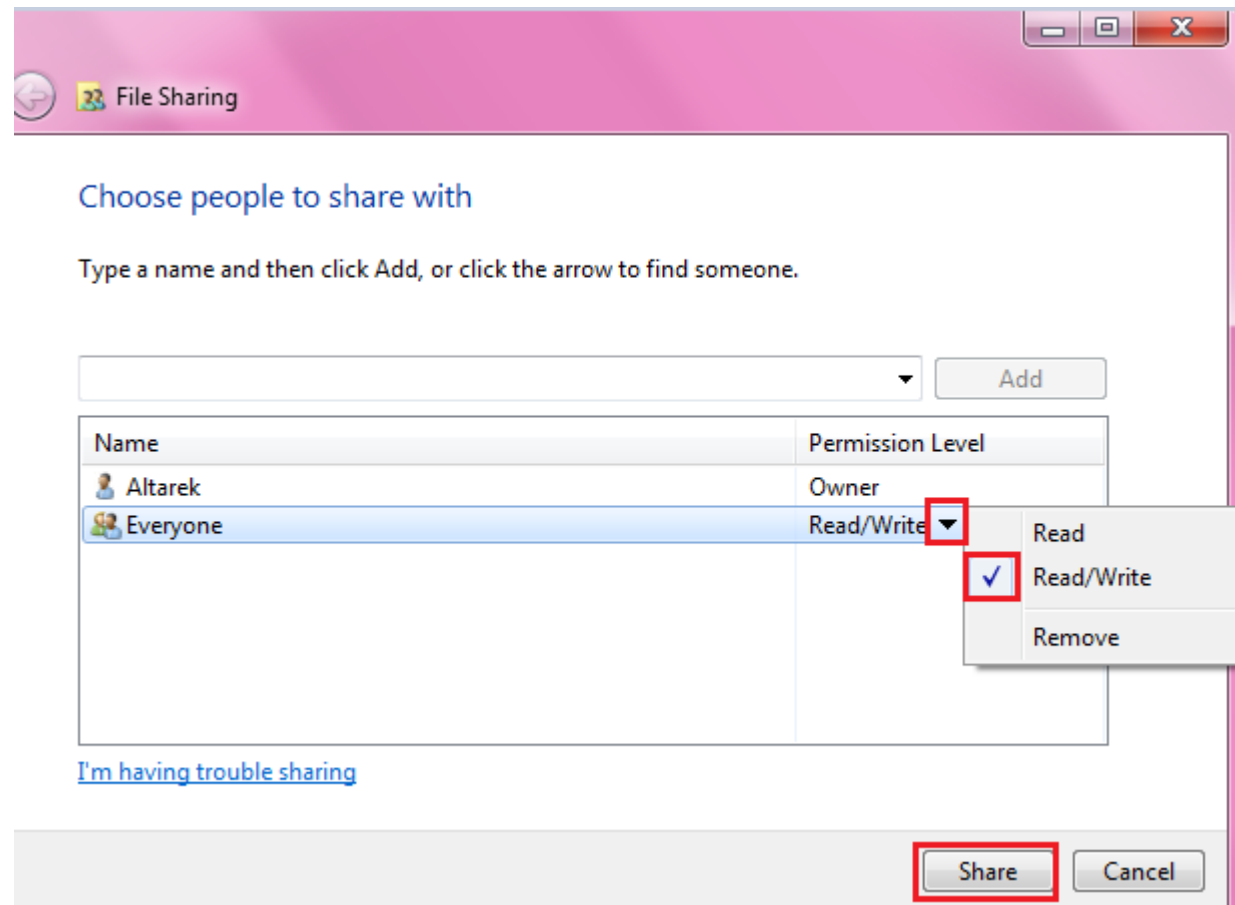 File Sharing
Choose people to share with
Type a name and then click Add, or click the arrow to find someone.
Add
Name Permission Level
Altarek Owner
Everyone Read/Write
Read
Read/Write
Remove
I'm having trouble sharing
Share Cancel